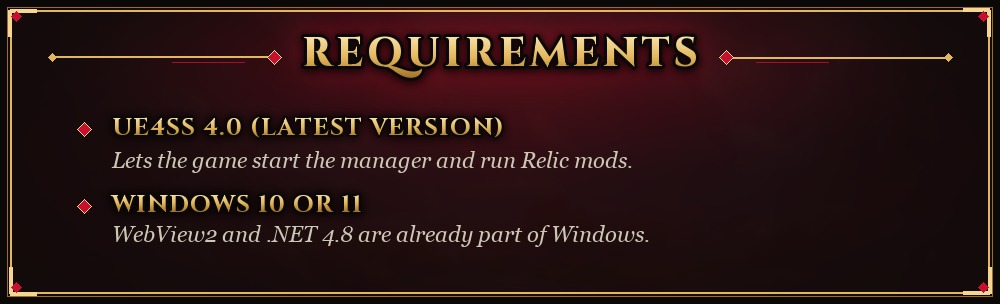 REQUIREMENTS
UE4SS 4.0 (LATEST VERSION)
Lets the game start the manager and run Relic mods.
WINDOWS 10 OR 11
WebView2 and .NET 4.8 are already part of Windows.